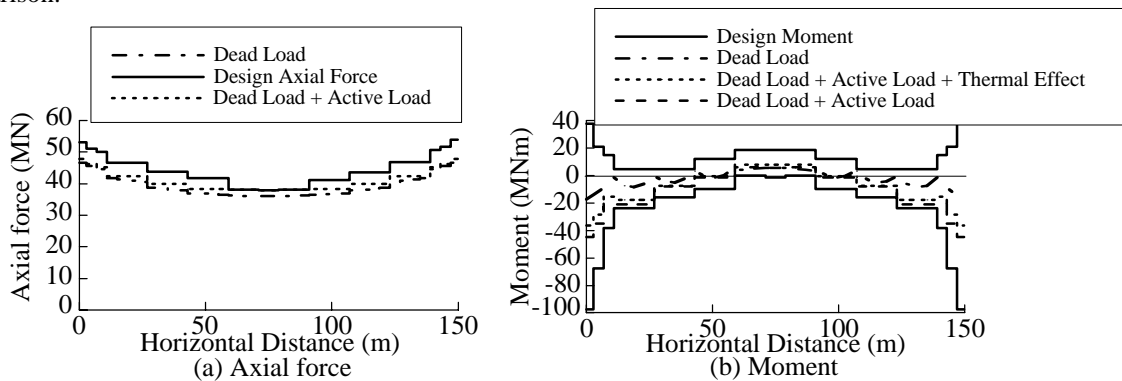 Dead Load
Design Axial Force
Dead Load + Active Load
60
50
40
30
20
10
0
Axial force (MN)
0
50
100
150
Horizontal Distance (m)
(a) Axial force
Design Moment
Dead Load
Dead Load + Active Load + Thermal Effect
Dead Load + Active Load
40
20
0
-20
-40
-60
-80
-100
Moment (MNm)
0
50
100
150
Horizontal Distance (m)
(b) Moment